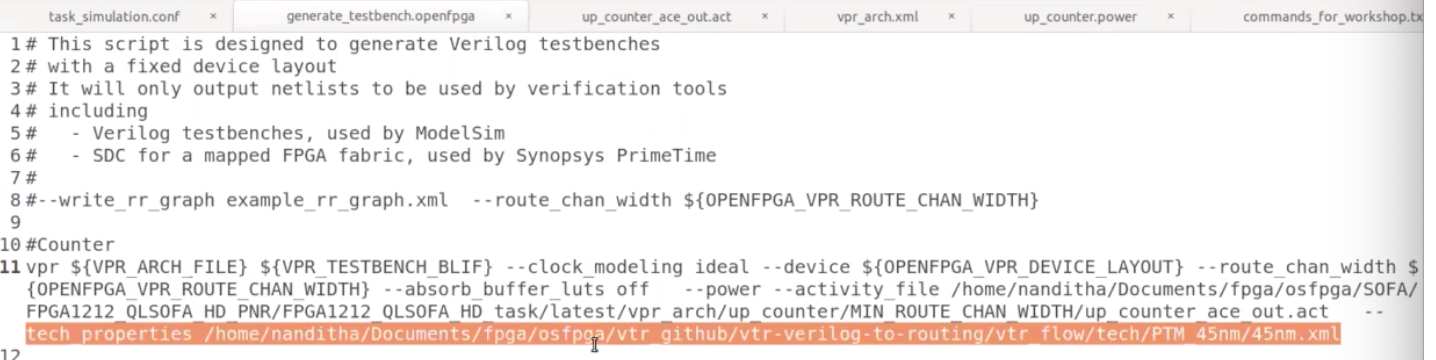 task_simulation.conf × generate_testbench.openfpga × up_counter_ace_out.act × vpr_arch.xml × up_counter.power × commands_for_workshop.tx
1 # This script is designed to generate Verilog testbenches
2 # with a fixed device layout
3 # It will only output netlists to be used by verification tools
4 # including
5 #   - Verilog testbenches, used by ModelSim
6 #   - SDC for a mapped FPGA fabric, used by Synopsys PrimeTime
7 #
8 #--write_rr_graph example_rr_graph.xml  --route_chan_width ${OPENFPGA_VPR_ROUTE_CHAN_WIDTH}
9
10 #Counter
11 vpr ${VPR_ARCH_FILE} ${VPR_TESTBENCH_BLIF} --clock_modeling ideal --device ${OPENFPGA_VPR_DEVICE_LAYOUT} --route_chan_width $
{OPENFPGA_VPR_ROUTE_CHAN_WIDTH} --absorb_buffer_luts off   --power --activity_file /home/nanditha/Documents/fpga/osfpga/SOFA/
FPGA1212_QLSOFA_HD_PNR/FPGA1212_QLSOFA_HD_task/latest/vpr_arch/up_counter/MIN_ROUTE_CHAN_WIDTH/up_counter_ace_out.act   --
tech_properties /home/nanditha/Documents/fpga/osfpga/vtr_github/vtr-verilog-to-routing/vtr_flow/tech/PTM_45nm/45nm.xml
12